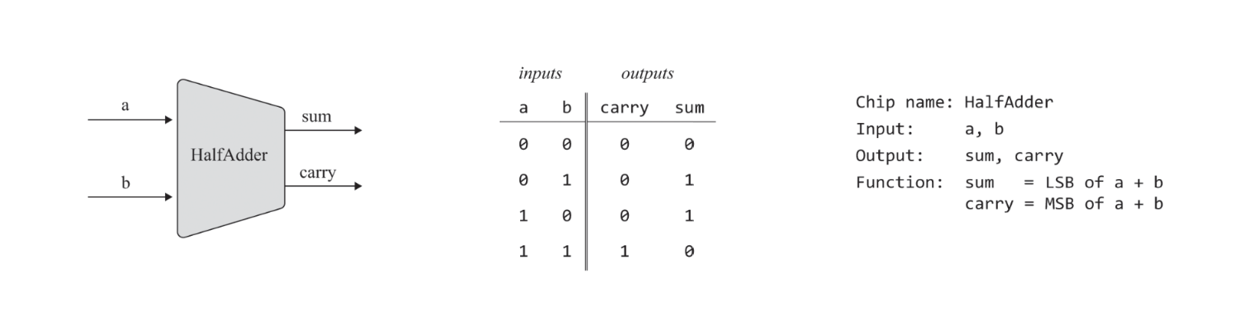 a
b
HalfAdder
sum
carry
inputs outputs
a b carry sum
0 0 0 0
0 1 0 1
1 0 0 1
1 1 1 0
Chip name: HalfAdder
Input: a, b
Output: sum, carry
Function: sum = LSB of a + b
carry = MSB of a + b